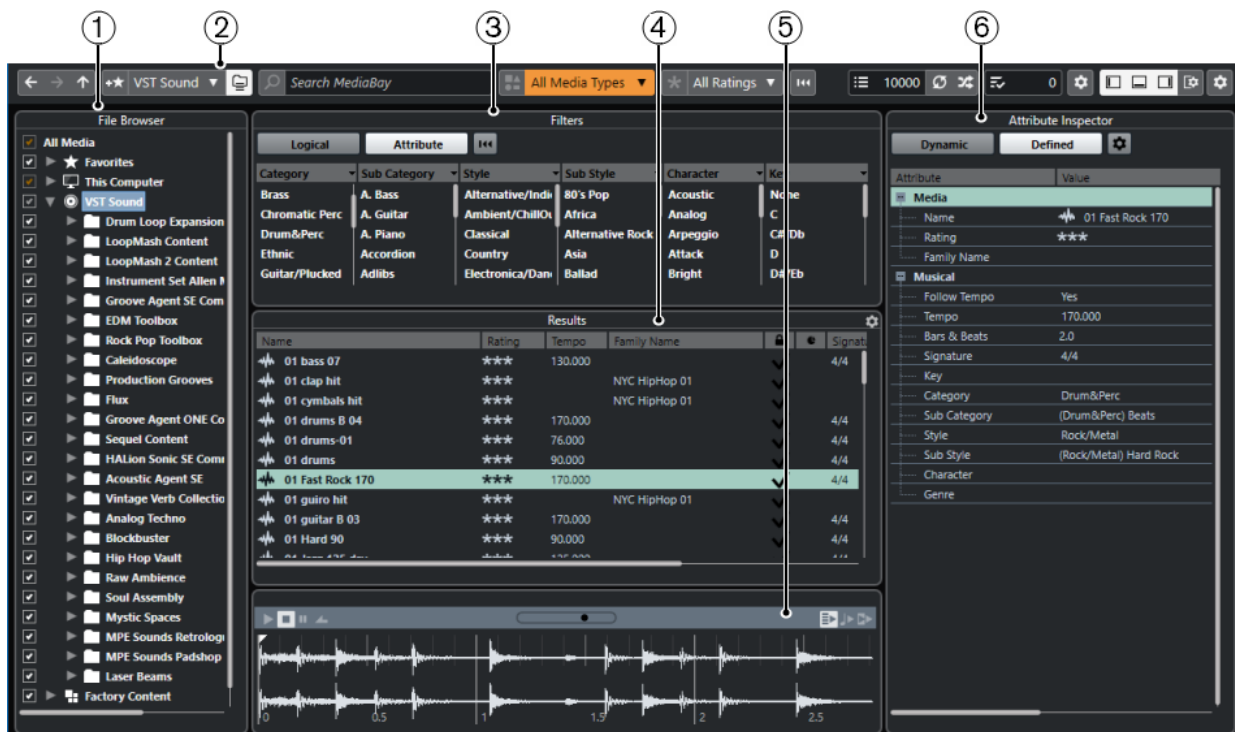 1 2 3 4 5 6
VST Sound Search MediaBay All Media Types All Ratings 10000 0
File Browser
All Media
Favorites
This Computer
VST Sound
Drum Loop Expansion
LoopMash Content
LoopMash 2 Content
Instrument Set Allen
Groove Agent SE Com
EDM Toolbox
Rock Pop Toolbox
Caleidoscope
Production Grooves
Flux
Groove Agent ONE Co
Sequel Content
HALion Sonic SE
Acoustic Agent SE
Vintage Verb Collectio
Analog Techno
Blockbuster
Hip Hop Vault
Raw Ambience
Soul Assembly
Mystic Spaces
MPE Sounds Retrolog
MPE Sounds Padshop
Laser Beams
Factory Content
Filters
Logical Attribute
Category Sub Category Style Sub Style Character
Brass A. Bass Alternative/Indi 80's Pop Acoustic None
Chromatic Perc A. Guitar Ambient/ChillOu Africa Analog C
Drum&Perc A. Piano Classical Alternative Rock Arpeggio C#/Db
Ethnic Accordion Country Asia Attack D
Guitar/Plucked Adlibs Electronica/Dan Ballad Bright D#/Eb
Results
Name Rating Tempo Family Name Signatu
01 bass 07 *** 130.000 4/4
01 clap hit *** NYC HipHop 01
01 cymbals hit *** NYC HipHop 01
01 drums B 04 *** 170.000 4/4
01 drums-01 *** 76.000 4/4
01 drums *** 90.000 4/4
01 Fast Rock 170 *** 170.000 4/4
01 guiro hit *** NYC HipHop 01
01 guitar B 03 *** 170.000 4/4
01 Hard 90 *** 90.000 4/4
0 0.5 1 1.5 2 2.5
Attribute Inspector
Dynamic Defined
Attribute Value
Media
Name 01 Fast Rock 170
Rating ***
Family Name
Musical
Follow Tempo Yes
Tempo 170.000
Bars & Beats 2.0
Signature 4/4
Key
Category Drum&Perc
Sub Category (Drum&Perc) Beats
Style Rock/Metal
Sub Style (Rock/Metal) Hard Rock
Character
Genre